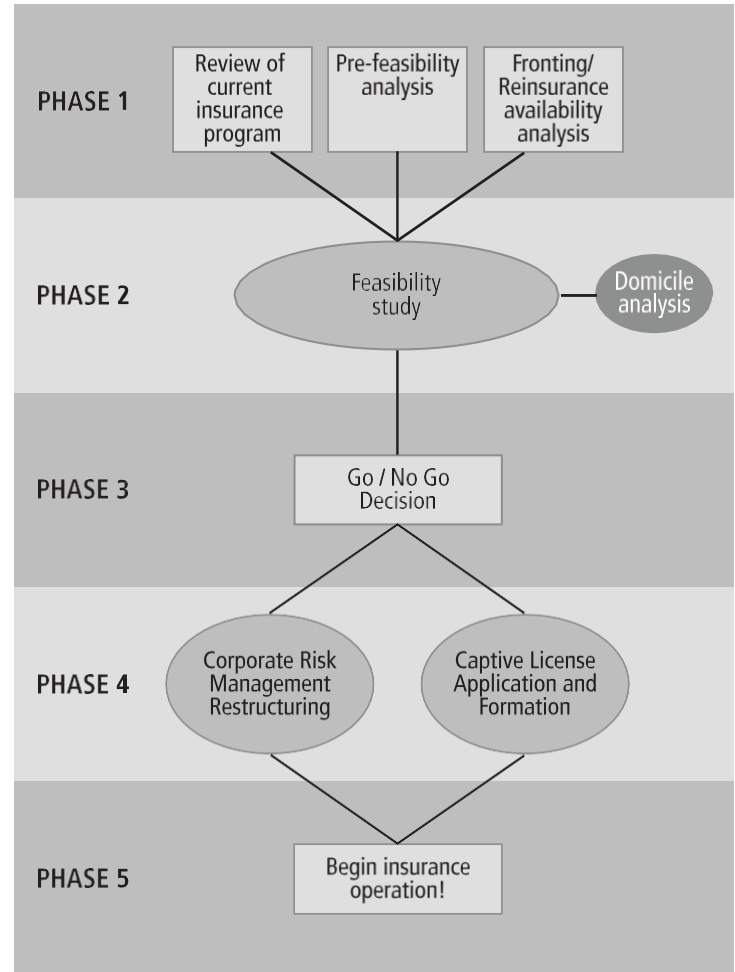 PHASE 1
Review of
current
insurance
program
Pre-feasibility
analysis
Fronting/
Reinsurance
availability
analysis
PHASE 2
Feasibility
study
Domicile
analysis
PHASE 3
Go / No Go
Decision
PHASE 4
Corporate Risk
Management
Restructuring
Captive License
Application and
Formation
PHASE 5
Begin insurance
operation!